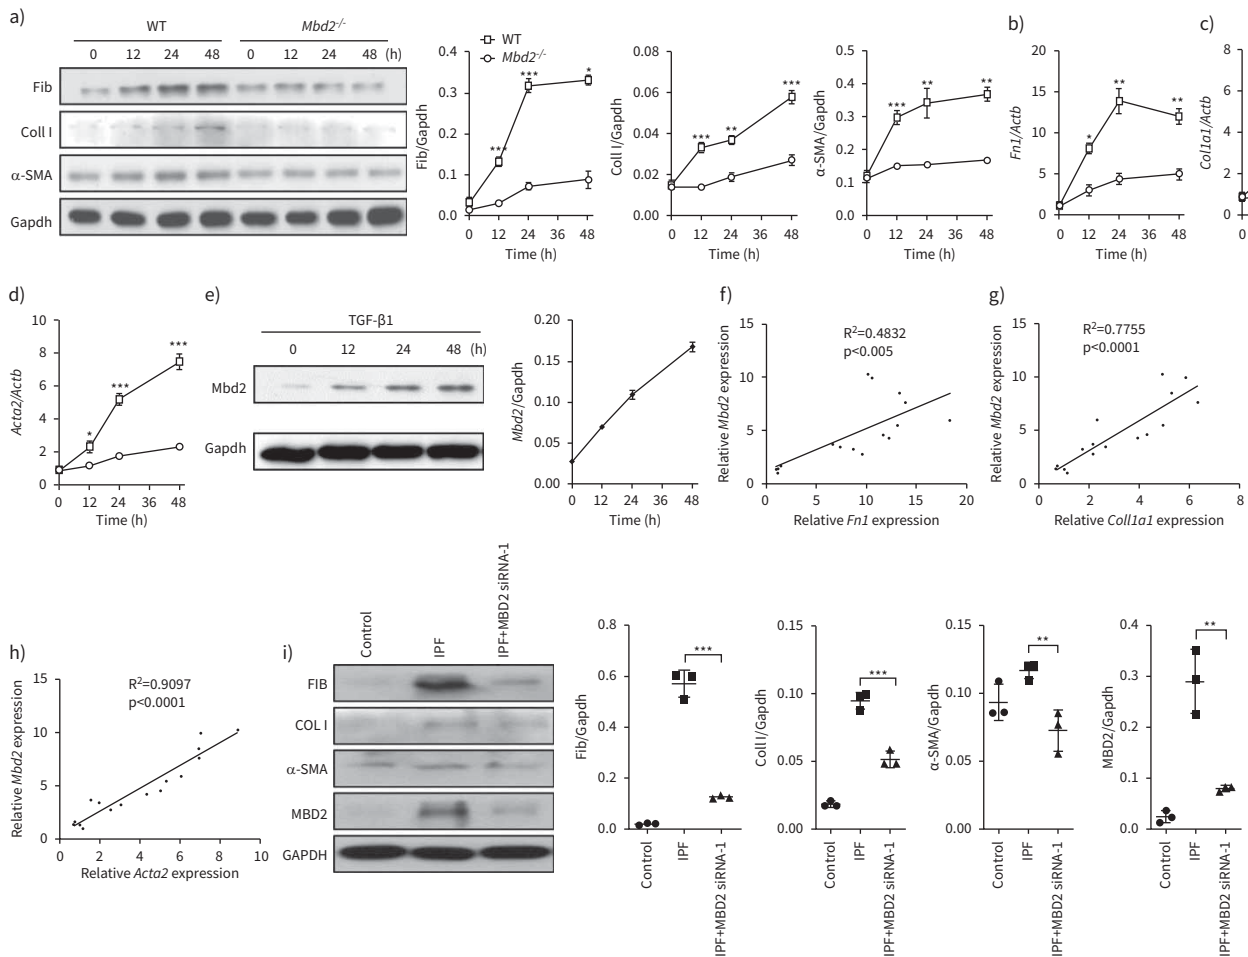 a)
WT Mbd2-/-
0 12 24 48 0 12 24 48 (h)
Fib
Coll I
α-SMA
Gapdh
WT
Mbd2-/-
Fib/Gapdh
0.4
0.3
0.2
0.1
0.0
*** *** *
0 12 24 36 48
Time (h)
Coll I/Gapdh
0.08
0.06
0.04
0.02
0.00
*** ** ***
0 12 24 36 48
Time (h)
α-SMA/Gapdh
0.5
0.4
0.3
0.2
0.1
0.0
*** ** **
0 12 24 36 48
Time (h)
b)
Fn1/Actb
20
15
10
5
0
* ** **
0 12 24 36 48
Time (h)
c)
Col1a1/Actb
8
6
4
2
0
0
d)
Acta2/Actb
10
8
6
4
2
0
* *** ***
0 12 24 36 48
Time (h)
e)
TGF-β1
0 12 24 48 (h)
Mbd2
Gapdh
Mbd2/Gapdh
0.20
0.15
0.10
0.05
0.00
0 12 24 36 48
Time (h)
f)
Relative Mbd2 expression
15
10
5
0
R2=0.4832
p<0.005
0 5 10 15 20
Relative Fn1 expression
g)
Relative Mbd2 expression
15
10
5
0
R2=0.7755
p<0.0001
0 2 4 6 8
Relative Coll1a1 expression
h)
Relative Mbd2 expression
15
10
5
0
R2=0.9097
p<0.0001
0 2 4 6 8 10
Relative Acta2 expression
i)
Control IPF IPF+MBD2 siRNA-1
FIB
COL I
α-SMA
MBD2
GAPDH
Fib/Gapdh
0.8
0.6
0.4
0.2
0.0
***
Control IPF IPF+MBD2 siRNA-1
Coll I/Gapdh
0.15
0.10
0.05
0.00
***
Control IPF IPF+MBD2 siRNA-1
α-SMA/Gapdh
0.15
0.10
0.05
0.00
**
Control IPF IPF+MBD2 siRNA-1
MBD2/Gapdh
0.4
0.3
0.2
0.1
0.0
**
Control IPF IPF+MBD2 siRNA-1